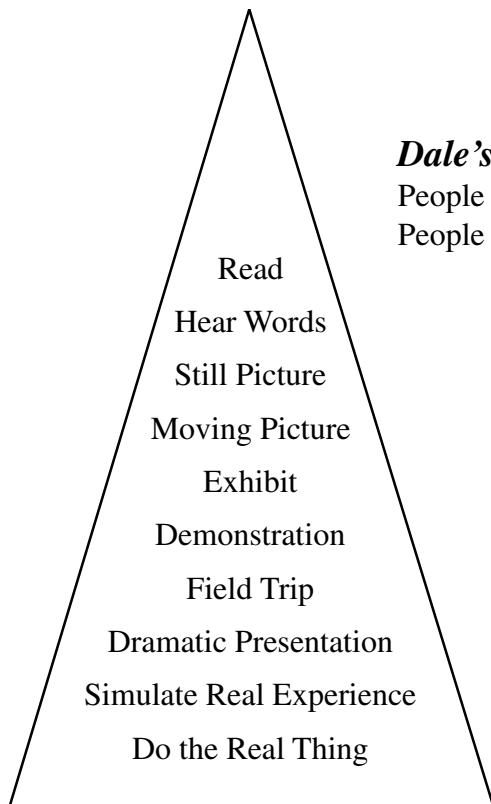 Dale's
People
People
Read
Hear Words
Still Picture
Moving Picture
Exhibit
Demonstration
Field Trip
Dramatic Presentation
Simulate Real Experience
Do the Real Thing